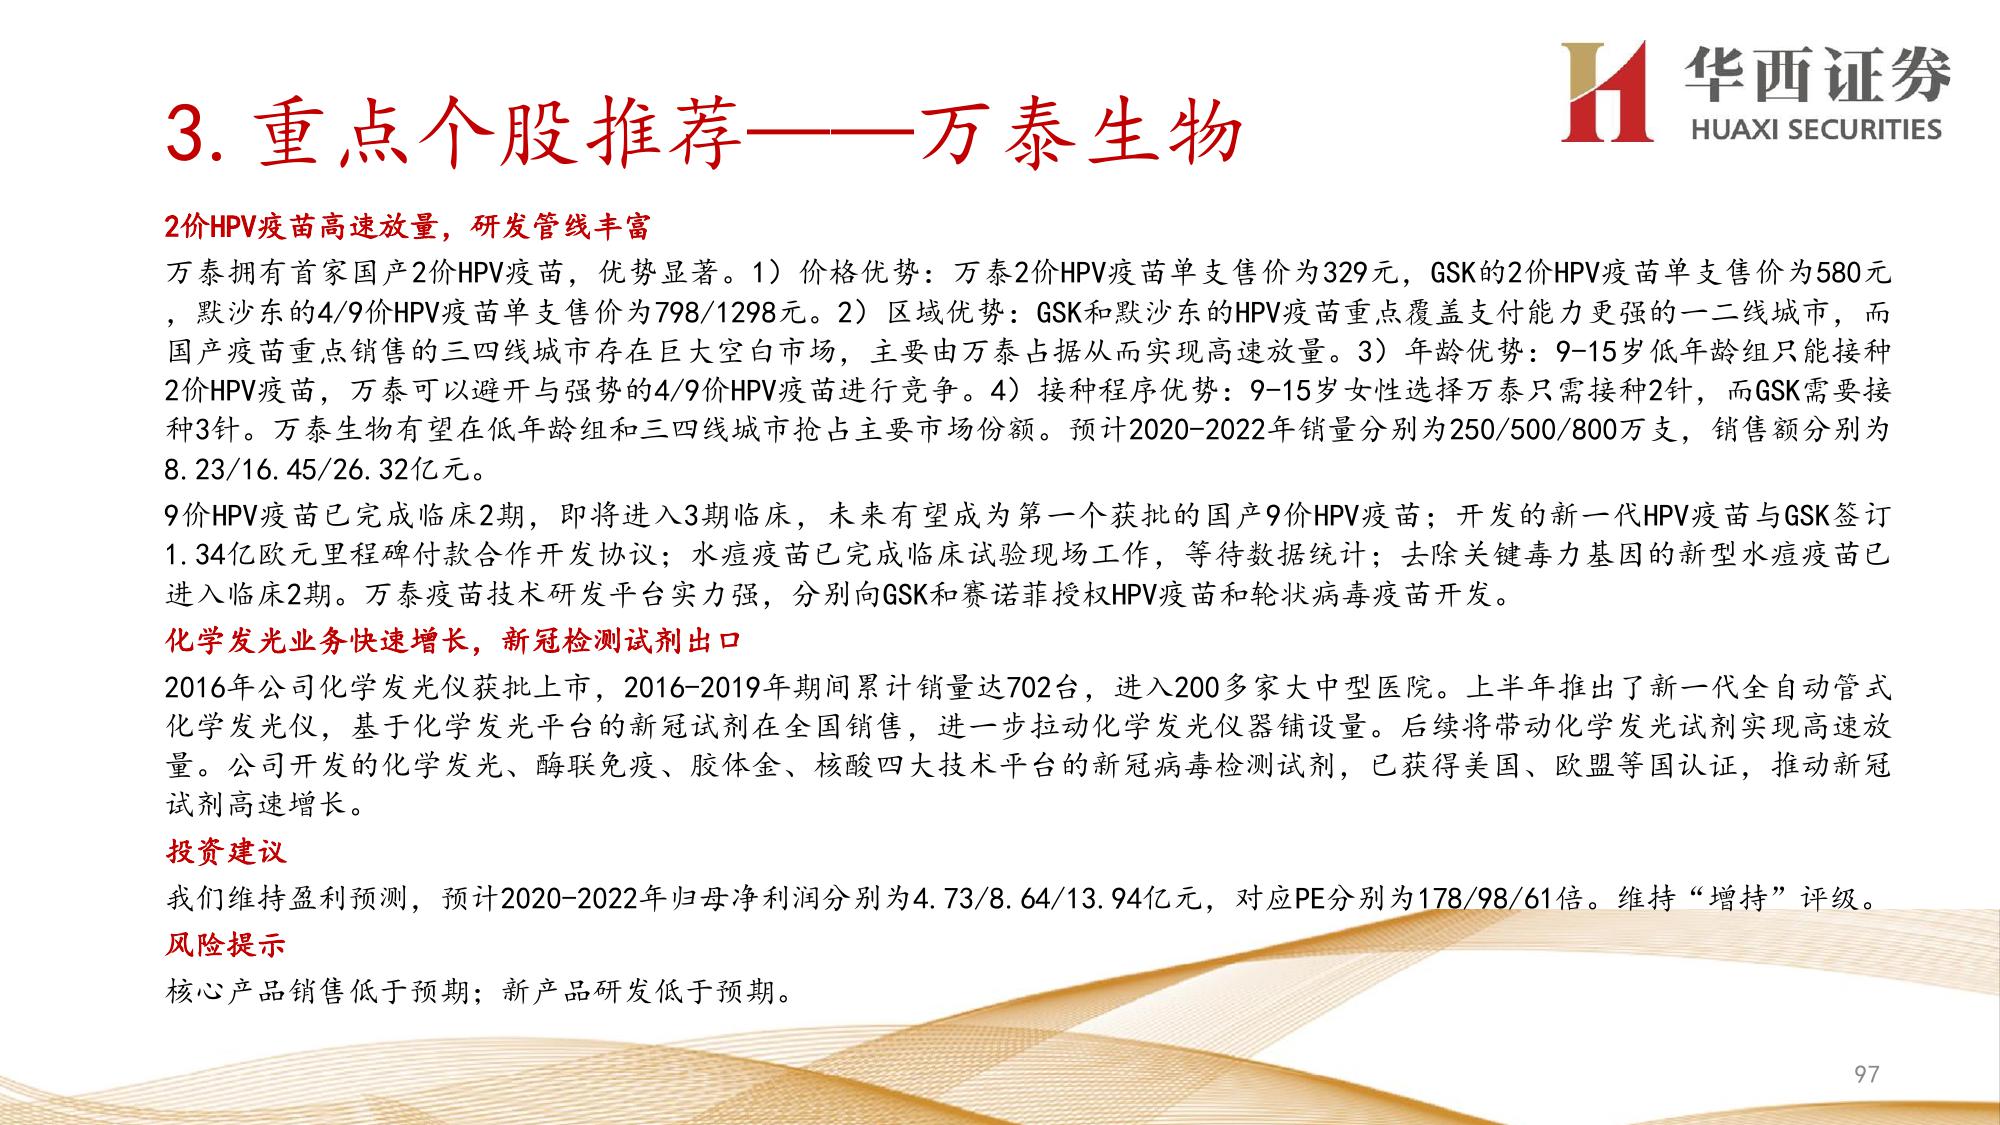 华西证券
HUAXI SECURITIES
3. 重点个股推荐——万泰生物
2价HPV疫苗高速放量，研发管线丰富
万泰拥有首家国产2价HPV疫苗，优势显著。1）价格优势：万泰2价HPV疫苗单支售价为329元，GSK的2价HPV疫苗单支售价为580元
，默沙东的4/9价HPV疫苗单支售价为798/1298元。2）区域优势：GSK和默沙东的HPV疫苗重点覆盖支付能力更强的一二线城市，而
国产疫苗重点销售的三四线城市存在巨大空白市场，主要由万泰占据从而实现高速放量。3）年龄优势：9-15岁低年龄组只能接种
2价HPV疫苗，万泰可以避开与强势的4/9价HPV疫苗进行竞争。4）接种程序优势：9-15岁女性选择万泰只需接种2针，而GSK需要接
种3针。万泰生物有望在低年龄组和三四线城市抢占主要市场份额。预计2020-2022年销量分别为250/500/800万支，销售额分别为
8.23/16.45/26.32亿元。
9价HPV疫苗已完成临床2期，即将进入3期临床，未来有望成为第一个获批的国产9价HPV疫苗；开发的新一代HPV疫苗与GSK签订
1.34亿欧元里程碑付款合作开发协议；水痘疫苗已完成临床试验现场工作，等待数据统计；去除关键毒力基因的新型水痘疫苗已
进入临床2期。万泰疫苗技术研发平台实力强，分别向GSK和赛诺菲授权HPV疫苗和轮状病毒疫苗开发。
化学发光业务快速增长，新冠检测试剂出口
2016年公司化学发光仪获批上市，2016-2019年期间累计销量达702台，进入200多家大中型医院。上半年推出了新一代全自动管式
化学发光仪，基于化学发光平台的新冠试剂在全国销售，进一步拉动化学发光仪器铺设量。后续将带动化学发光试剂实现高速放
量。公司开发的化学发光、酶联免疫、胶体金、核酸四大技术平台的新冠病毒检测试剂，已获得美国、欧盟等国认证，推动新冠
试剂高速增长。
投资建议
我们维持盈利预测，预计2020-2022年归母净利润分别为4.73/8.64/13.94亿元，对应PE分别为178/98/61倍。维持“增持”评级。
风险提示
核心产品销售低于预期；新产品研发低于预期。
97